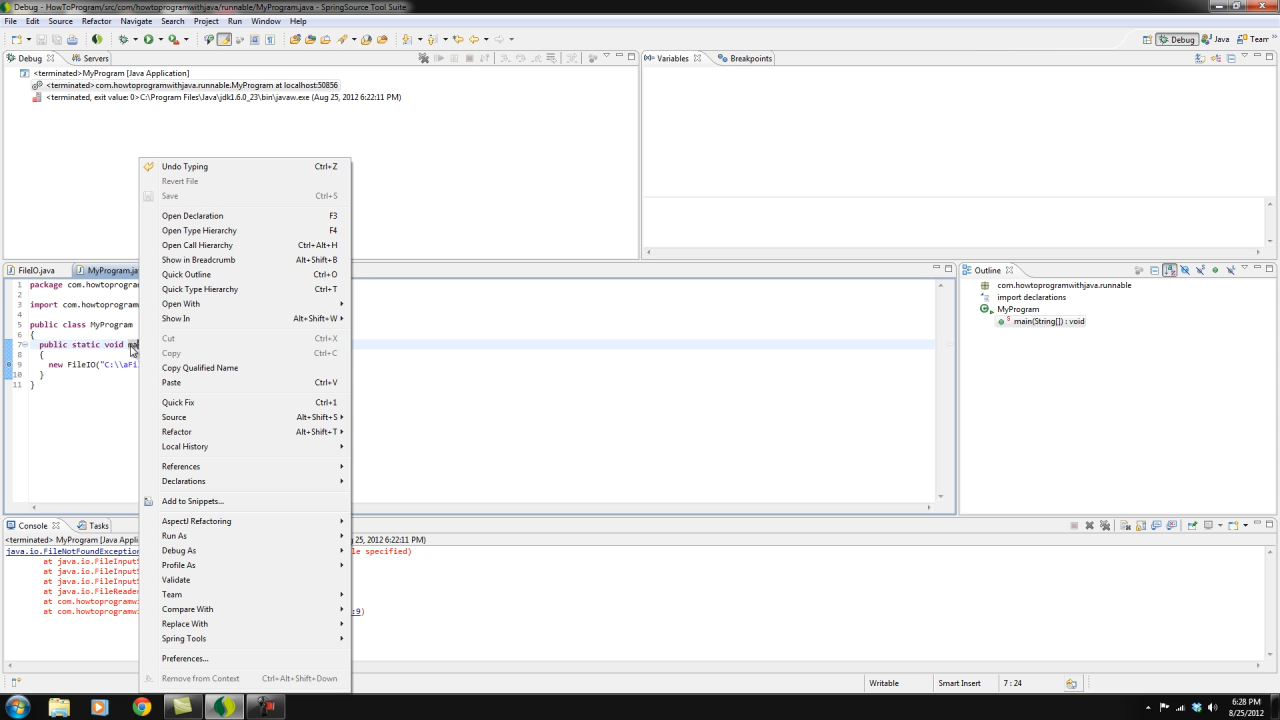 Debug - HowToProgram/src/com/howtoprogramwithjava/runnable/MyProgram.java - SpringSource Tool Suite
File Edit Source Refactor Navigate Search Project Run Window Help
Debug Java Team
Debug Servers
<terminated>MyProgram [Java Application]
<terminated>com.howtoprogramwithjava.runnable.MyProgram at localhost:50856
<terminated, exit value: 0>C:\Program Files\Java\jdk1.6.0_23\bin\javaw.exe (Aug 25, 2012 6:22:11 PM)
Variables Breakpoints
Undo Typing Ctrl+Z
Revert File
Save Ctrl+S
Open Declaration F3
Open Type Hierarchy F4
Open Call Hierarchy Ctrl+Alt+H
Show in Breadcrumb Alt+Shift+B
Quick Outline Ctrl+O
Quick Type Hierarchy Ctrl+T
Open With
Show In Alt+Shift+W
Cut Ctrl+X
Copy Ctrl+C
Copy Qualified Name
Paste Ctrl+V
Quick Fix Ctrl+1
Source Alt+Shift+S
Refactor Alt+Shift+T
Local History
References
Declarations
Add to Snippets...
AspectJ Refactoring
Run As
Debug As
Profile As
Validate
Team
Compare With
Replace With
Spring Tools
Preferences...
Remove from Context Ctrl+Alt+Shift+Down
FileIO.java MyProgram.ja
1 package com.howtoprogra
2
3 import com.howtoprogram
4
5 public class MyProgram
6 {
7 public static void ma
8 {
9 new FileIO("C:\\aFi
10 }
11 }
Outline
com.howtoprogramwithjava.runnable
import declarations
MyProgram
main(String[]) : void
Console Tasks
<terminated> MyProgram [Java Appl 25, 2012 6:22:11 PM)
java.io.FileNotFoundException le specified)
at java.io.FileInputS
at java.io.FileInputS
at java.io.FileInputS
at java.io.FileReade
at com.howtoprogramwi
at com.howtoprogramwi :9)
Writable Smart Insert 7 : 24
6:28 PM
8/25/2012